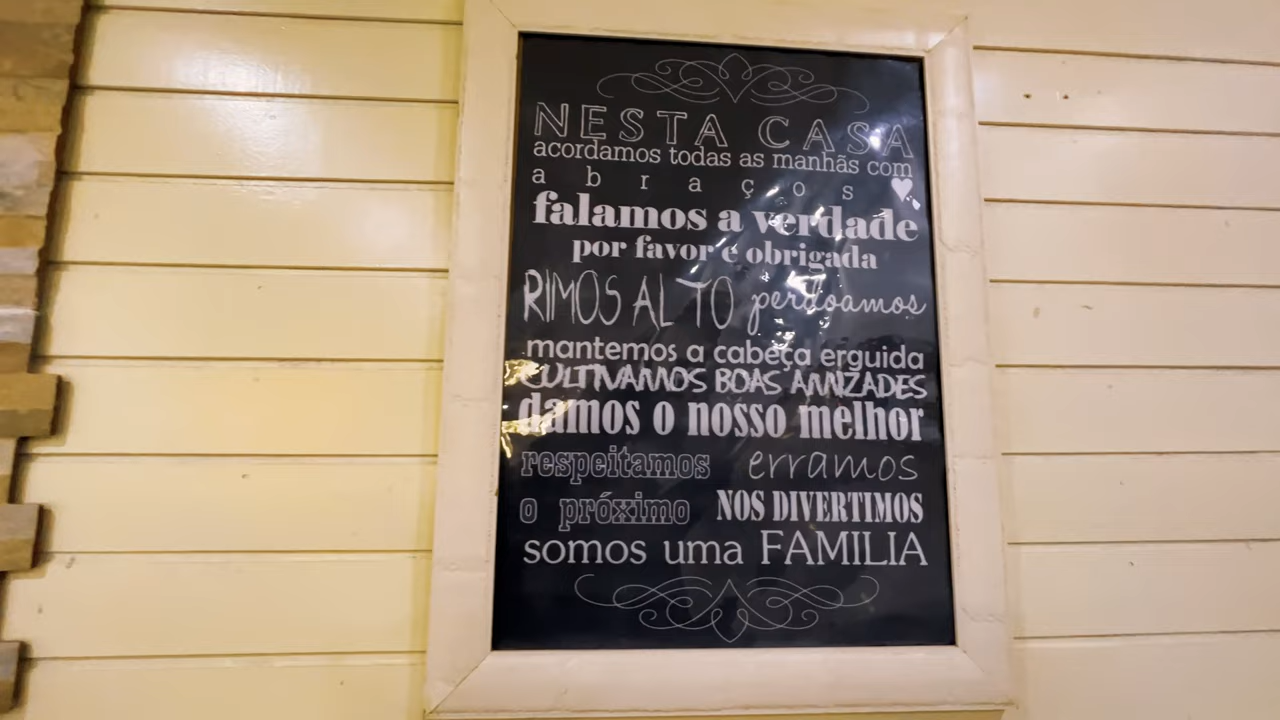 NESTA CASA
acordamos todas as manhãs com
abraços
falamos a verdade
por favor e obrigada
RIMOS ALTO perdoamos
mantemos a cabeça erguida
CULTIVAMOS BOAS AMIZADES
damos o nosso melhor
respeitamos erramos
o próximo NOS DIVERTIMOS
somos uma FAMILIA